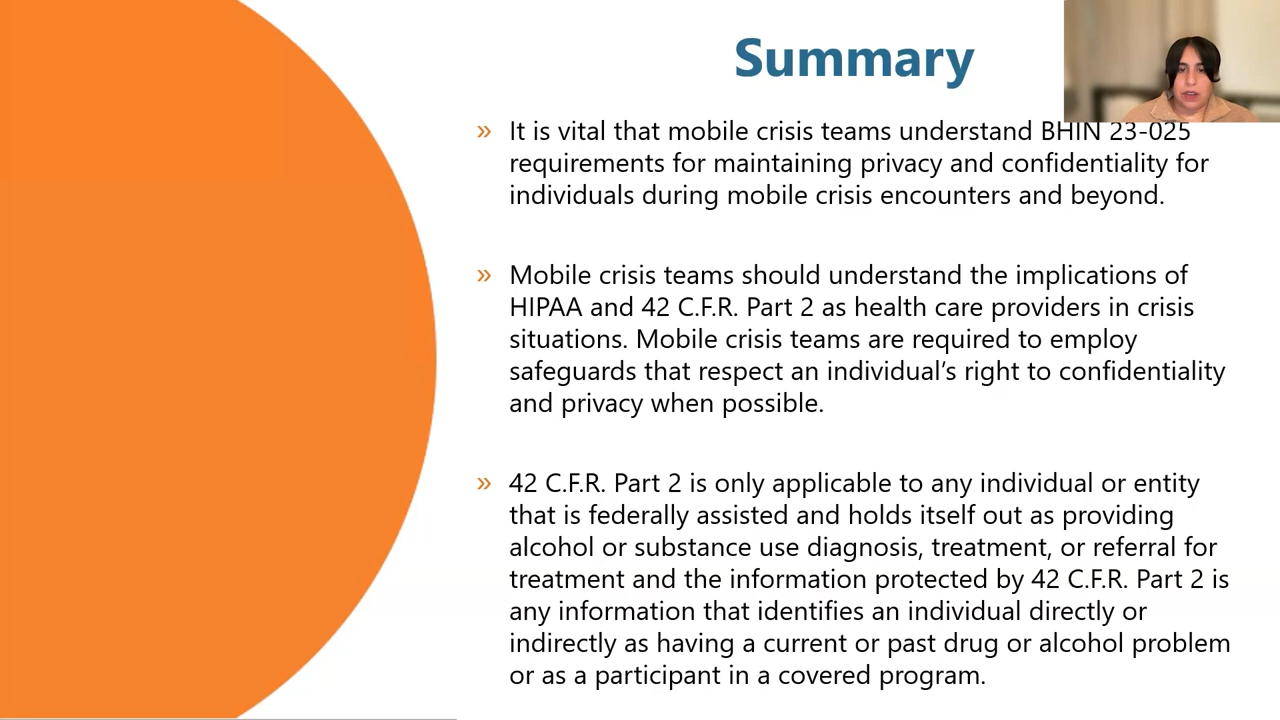 Summary
» It is vital that mobile crisis teams understand BHIN 23-025
requirements for maintaining privacy and confidentiality for
individuals during mobile crisis encounters and beyond.
» Mobile crisis teams should understand the implications of
HIPAA and 42 C.F.R. Part 2 as health care providers in crisis
situations. Mobile crisis teams are required to employ
safeguards that respect an individual’s right to confidentiality
and privacy when possible.
» 42 C.F.R. Part 2 is only applicable to any individual or entity
that is federally assisted and holds itself out as providing
alcohol or substance use diagnosis, treatment, or referral for
treatment and the information protected by 42 C.F.R. Part 2 is
any information that identifies an individual directly or
indirectly as having a current or past drug or alcohol problem
or as a participant in a covered program.